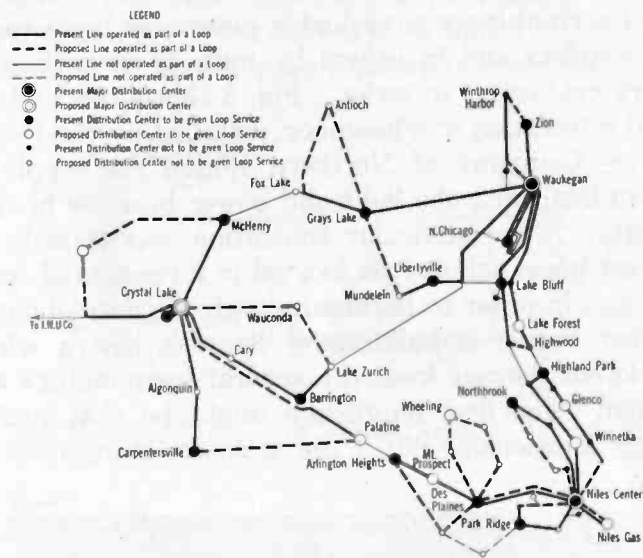 LEGEND
Present Line operated as part of a Loop
Proposed Line operated as part of a Loop
Present Line not operated as part of a Loop
Proposed Line not operated as part of a Loop
Present Major Distribution Center
Proposed Major Distribution Center
Present Distribution Center to be given Loop Service
Proposed Distribution Center to be given Loop Service
Present Distribution Center not to be given Loop Service
Proposed Distribution Center not to be given Loop Service
Antioch
Winthrop
Harbor
Zion
Fox Lake
Waukegan
McHenry
Grays Lake
N.Chicago
Libertyville
Crystal Lake
Mundelein
Lake Bluff
To I.N.U Co
Wauconda
Lake Forest
Highwood
Cary
Lake Zurich
Highland Park
Algonquin
Barrington
Northbrook
Glenco
Wheeling
Palatine
Winnetka
Carpentersville
Arlington Heights
Mt.
Prospect
Des
Plaines
Niles Center
Park Ridge
Niles Gas